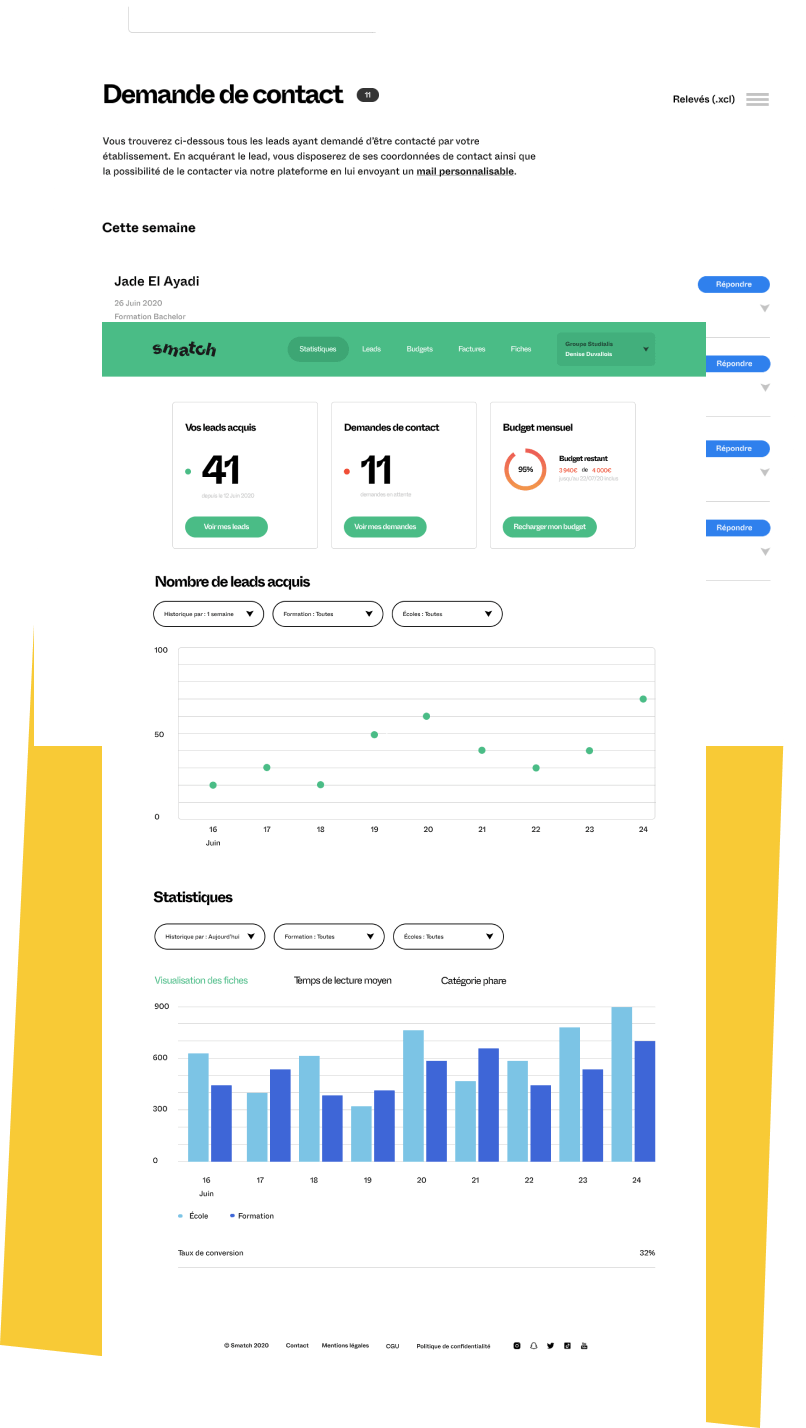 Demande de contact 11
Relevés (.xcl)
Vous trouverez ci-dessous tous les leads ayant demandé d'être contacté par votre
établissement. En acquérant le lead, vous disposerez de ses coordonnées de contact ainsi que
la possibilité de le contacter via notre plateforme en lui envoyant un mail personnalisable.
Cette semaine
Jade El Ayadi
Répondre
26 Juin 2020
Formation Bachelor
smatch
Statistiques
Leads
Budgets
Factures
Fiches
Groupe Studialis
Denise Duvallois
Répondre
Répondre
Répondre
Vos leads acquis
41
depuis le 12 Juin 2020
Voir mes leads
Demandes de contact
11
demandes en attente
Voir mes demandes
Budget mensuel
95%
Budget restant
3 940€ de 4 000€
jusqu'au 22/07/20 inclus
Recharger mon budget
Nombre de leads acquis
Historique par : 1 semaine
Formation : Toutes
Écoles : Toutes
100
50
0
16 17 18 19 20 21 22 23 24
Juin
Statistiques
Historique par : Aujourd'hui
Formation : Toutes
Écoles : Toutes
Visualisation des fiches
Temps de lecture moyen
Catégorie phare
900
600
300
0
16 17 18 19 20 21 22 23 24
Juin
École
Formation
Taux de conversion 32%
© Smatch 2020
Contact
Mentions légales
CGU
Politique de confidentialité